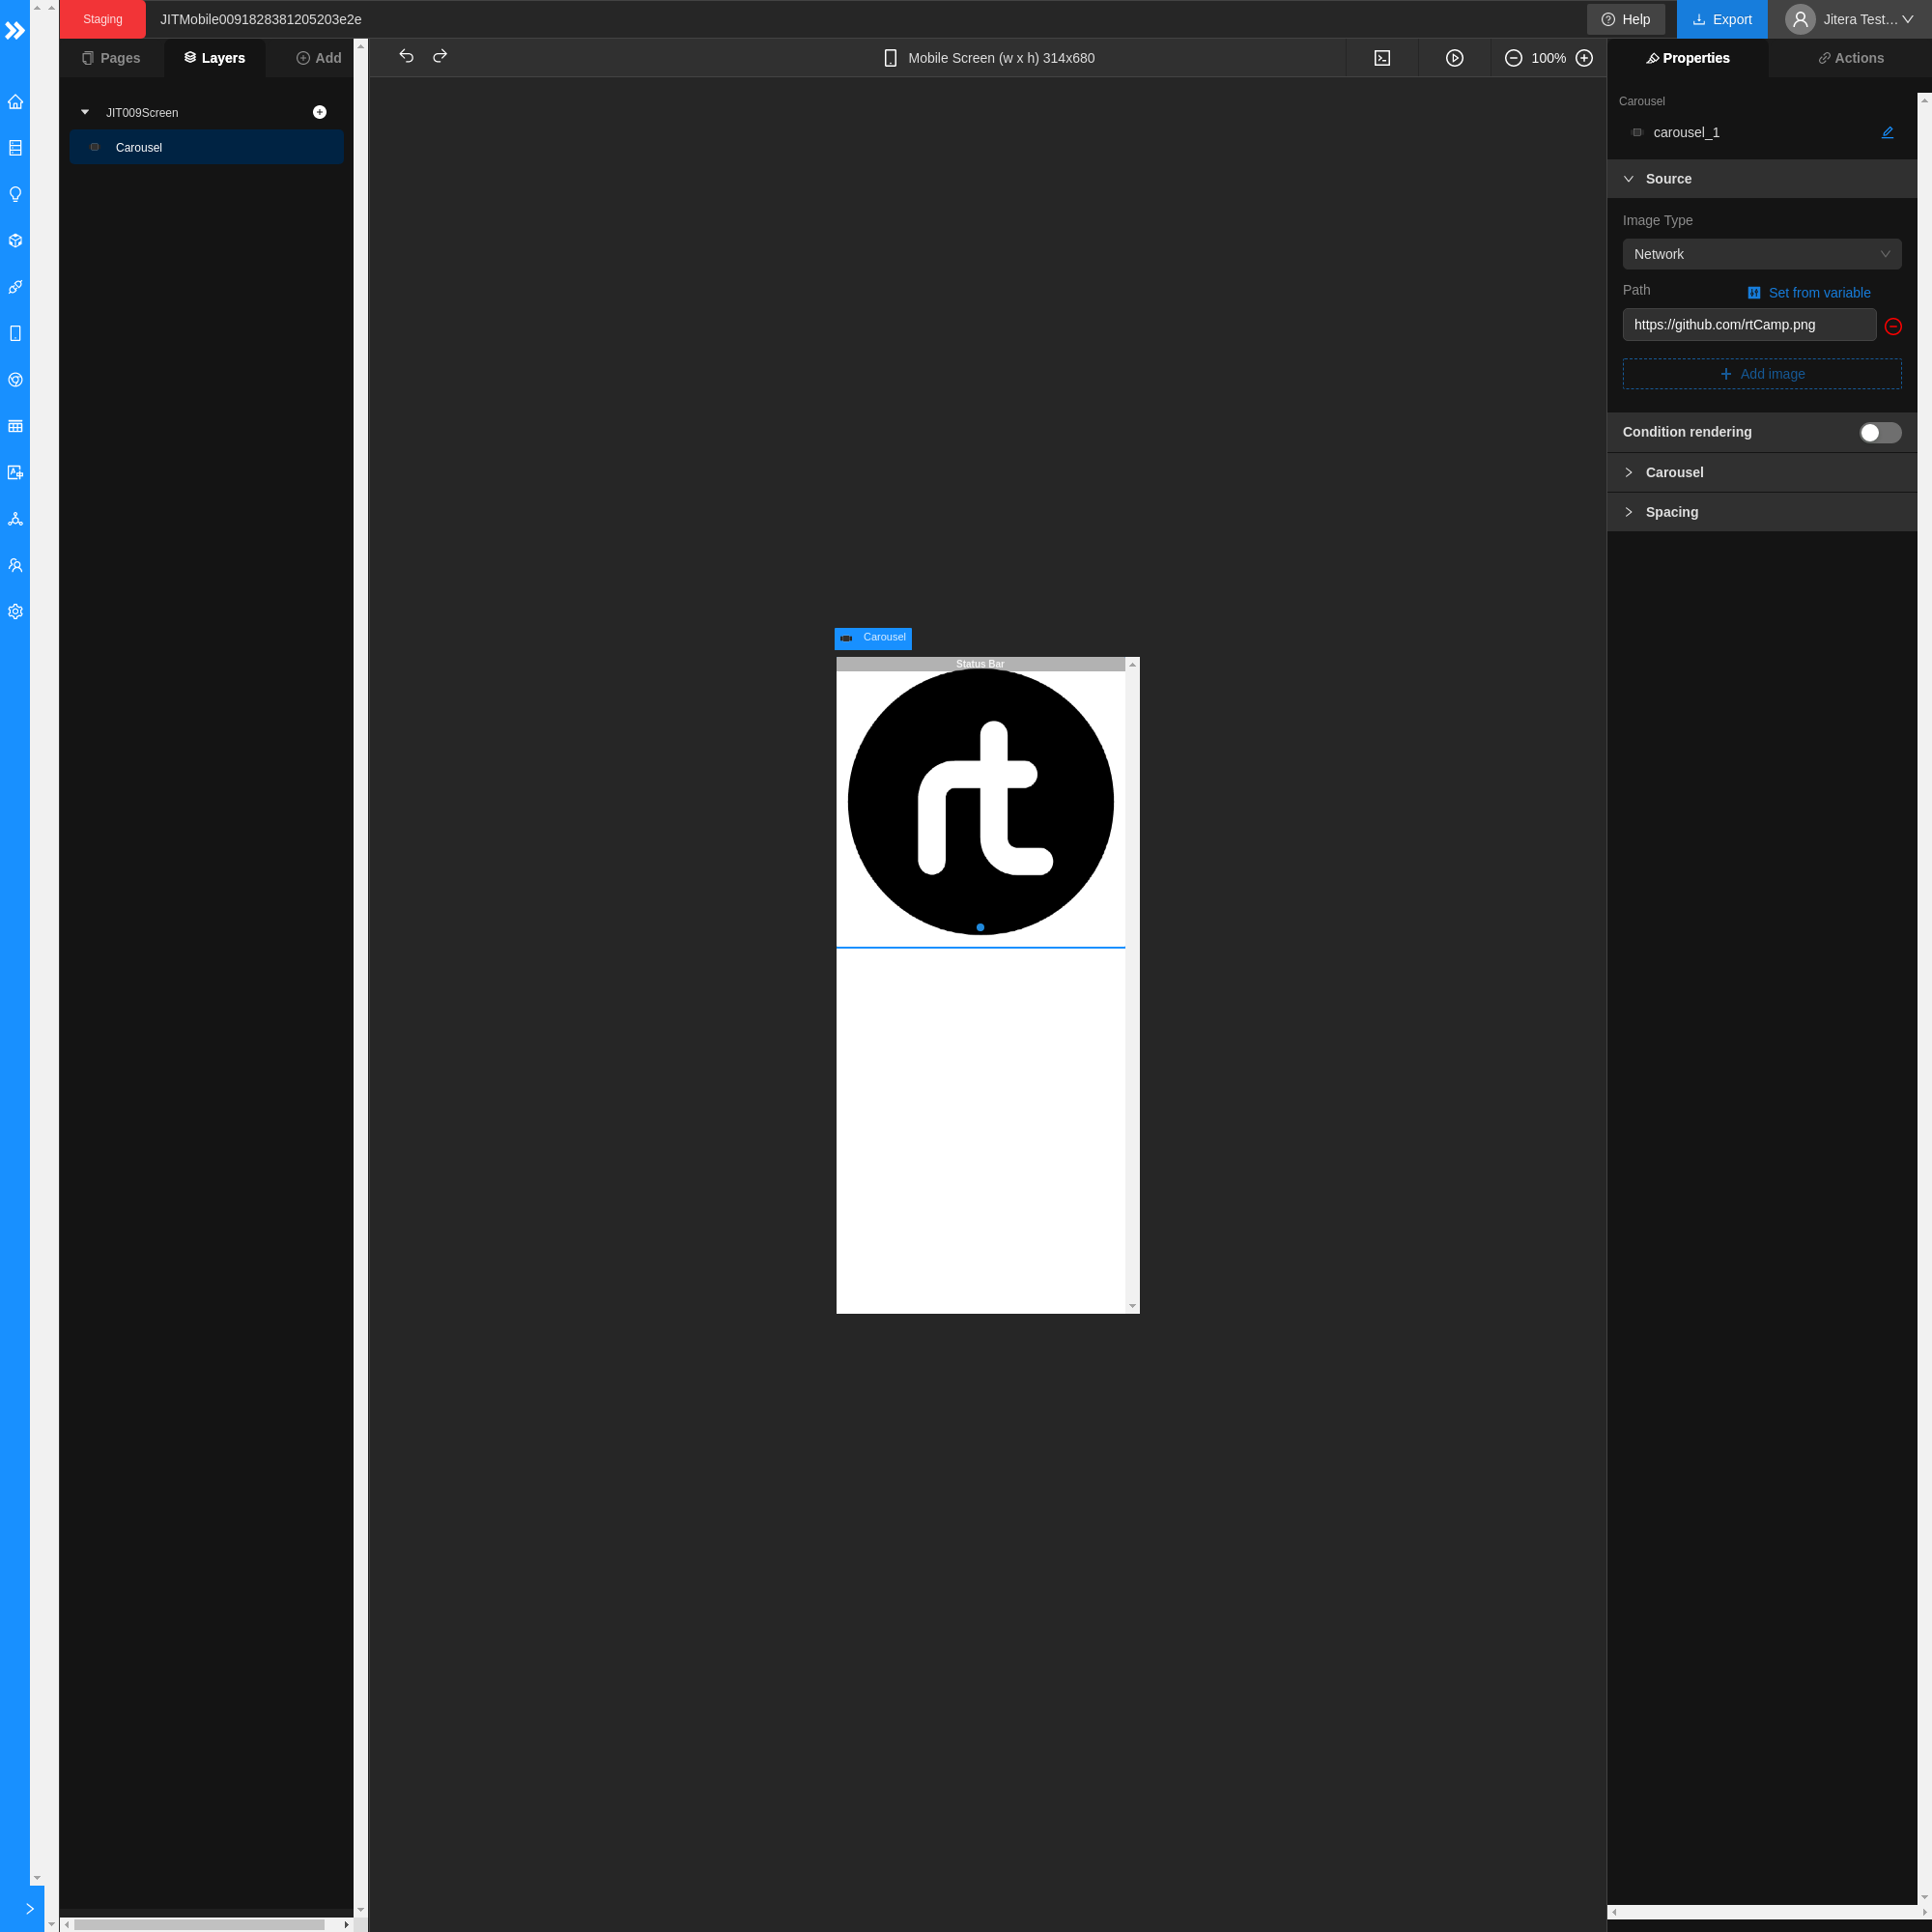 Staging
JITMobile0091828381205203e2e
Help
Export
Jitera Test...
Pages
Layers
Add
Mobile Screen (w x h) 314x680
100%
Properties
Actions
JIT009Screen
Carousel
Carousel
carousel_1
Source
Image Type
Network
Path
Set from variable
https://github.com/rtCamp.png
Add image
Condition rendering
Carousel
Spacing
Carousel
Status Bar
rt